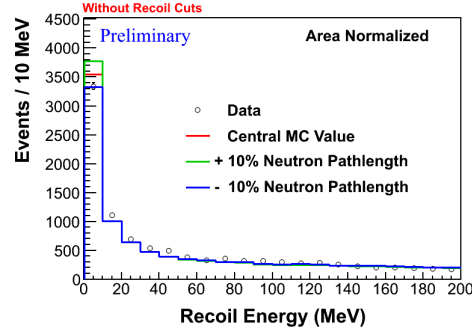 Without Recoil Cuts
Preliminary
Area Normalized
Events / 10 MeV
4500
4000
3500
3000
2500
2000
1500
1000
500
0
Data
Central MC Value
+ 10% Neutron Pathlength
- 10% Neutron Pathlength
0 20 40 60 80 100 120 140 160 180 200
Recoil Energy (MeV)